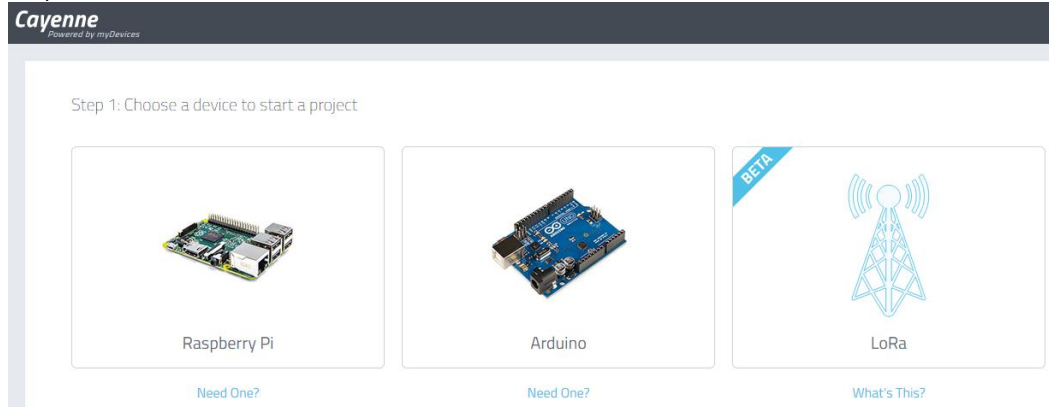 Cayenne
Powered by myDevices
Step 1: Choose a device to start a project
BETA
UNO
Raspberry Pi
Arduino
LoRa
Need One?
Need One?
What's This?